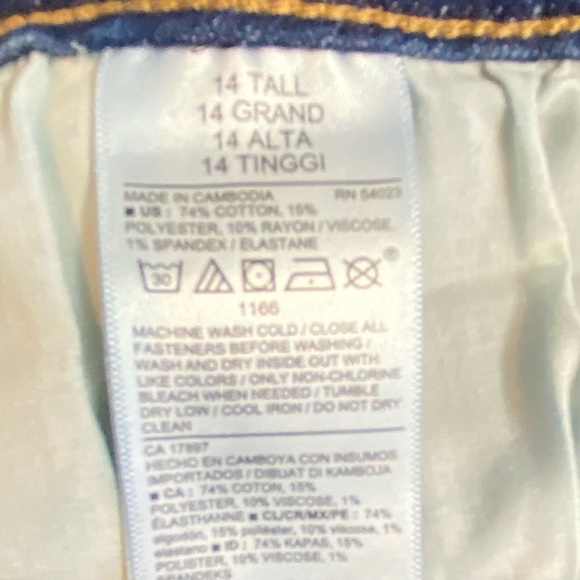 14 TALL
14 GRAND
14 ALTA
14 TINGGI
MADE IN CAMBODIA RN 54023
■ US : 74% COTTON, 15%
POLYESTER, 10% RAYON / VISCOSE,
1% SPANDEX / ELASTANE
30
®
1166
MACHINE WASH COLD / CLOSE ALL
FASTENERS BEFORE WASHING /
WASH AND DRY INSIDE OUT WITH
LIKE COLORS / ONLY NON-CHLORINE
BLEACH WHEN NEEDED / TUMBLE
DRY LOW / COOL IRON / DO NOT DRY
CLEAN
CA 17897
HECHO EN CAMBOYA CON INSUMOS
IMPORTADOS / DIBUAT DI KAMBOJA
■ CA : 74% COTON, 15%
POLYESTER, 10% VISCOSE, 1%
ÉLASTHANNE ■ CL/CR/MX/PE : 74%
algodón, 15% poliéster, 10% viscosa, 1%
elastano ■ ID : 74% KAPAS, 15%
POLISTER, 10% VISCOSE, 1%
SPANDEKS